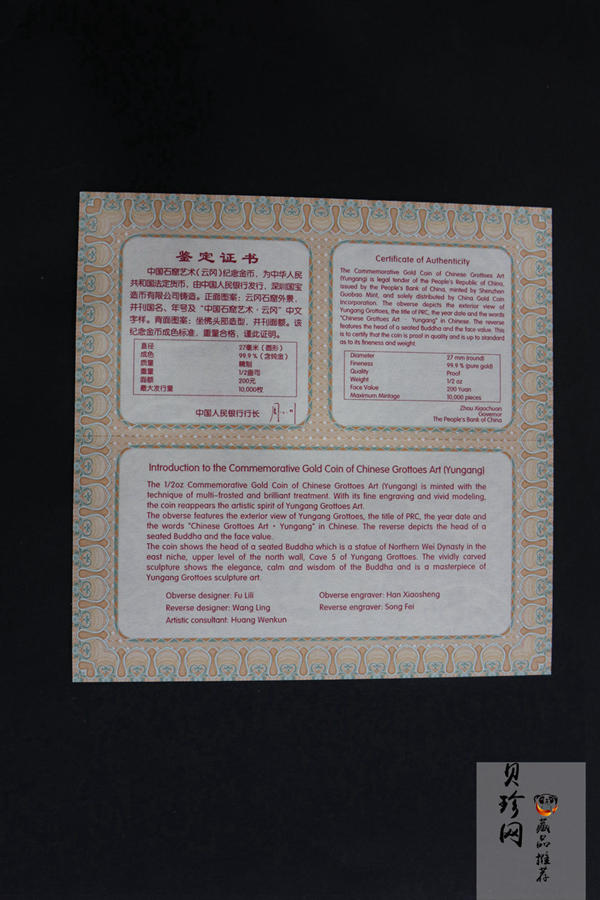 鉴定证书
中国石窟艺术(云冈)纪念金币，为中华人民
共和国法定货币，由中国人民银行发行，深圳国宝
造币有限公司铸造。正面图案：云冈石窟外景，
并刊国名、年号及“中国石窟艺术·云冈”中文
字样。背面图案：坐佛头部造型，并刊面额。该
纪念金币成色标准，重量合格，谨此证明。
直径 27毫米（圆形）
成色 99.9％（含纯金）
质量 精制
重量 1/2盎司
面额 200元
最大发行量 10,000枚
中国人民银行行长
Certificate of Authenticity
The Commemorative Gold Coin of Chinese Grottoes Art
(Yungang) is legal tender of the People's Republic of China,
issued by the People's Bank of China, minted by Shenzhen
Guobao Mint, and solely distributed by China Gold Coin
Incorporation. The obverse depicts the exterior view of
Yungang Grottoes, the title of PRC, the year date and the words
"Chinese Grottoes Art · Yungang" in Chinese. The reverse
features the head of a seated Buddha and the face value. This
is to certify that the coin is proof in quality and is up to standard
as to its fineness and weight.
Diameter 27 mm (round)
Fineness 99.9 % (pure gold)
Quality Proof
Weight 1/2 oz
Face Value 200 Yuan
Maximum Mintage 10,000 pieces
Zhou Xiaochuan
Governor
The People's Bank of China
Introduction to the Commemorative Gold Coin of Chinese Grottoes Art (Yungang)
The 1/2oz Commemorative Gold Coin of Chinese Grottoes Art (Yungang) is minted with the
technique of multi-frosted and brilliant treatment. With its fine engraving and vivid modeling,
the coin reappears the artistic spirit of Yungang Grottoes Art.
The obverse features the exterior view of Yungang Grottoes, the title of PRC, the year date and
the words "Chinese Grottoes Art · Yungang" in Chinese. The reverse depicts the head of a
seated Buddha and the face value.
The coin shows the head of a seated Buddha which is a statue of Northern Wei Dynasty in the
east niche, upper level of the north wall, Cave 5 of Yungang Grottoes. The vividly carved
sculpture shows the elegance, calm and wisdom of the Buddha and is a masterpiece of
Yungang Grottoes sculpture art.
Obverse designer: Fu Lili
Obverse engraver: Han Xiaosheng
Reverse designer: Wang Ling
Reverse engraver: Song Fei
Artistic consultant: Huang Wenkun
贝珍网
藏品推荐